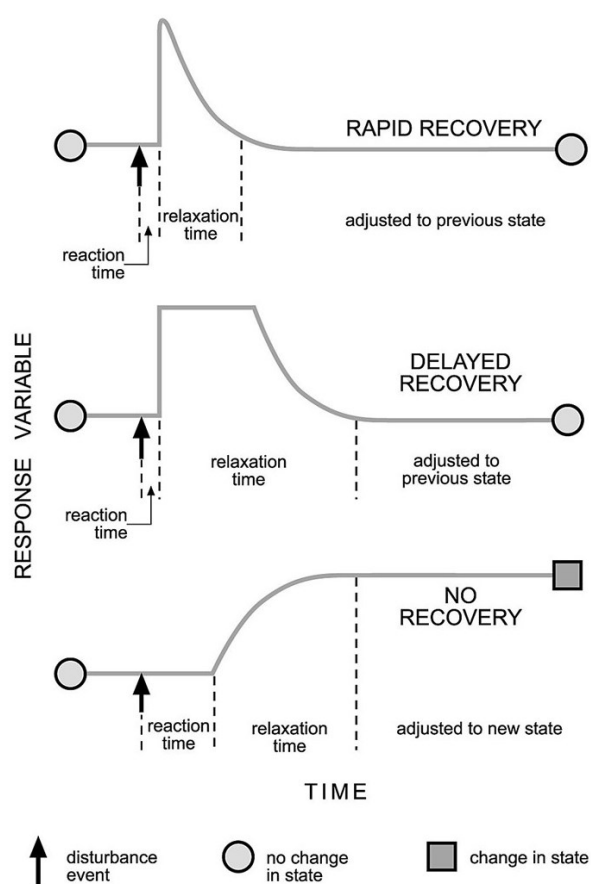 RAPID RECOVERY
relaxation
time
adjusted to previous state
reaction
time
RESPONSE VARIABLE
DELAYED
RECOVERY
relaxation
time
adjusted to
previous state
reaction
time
NO
RECOVERY
reaction
time
relaxation
time
adjusted to new state
TIME
disturbance
event
no change
in state
change in state